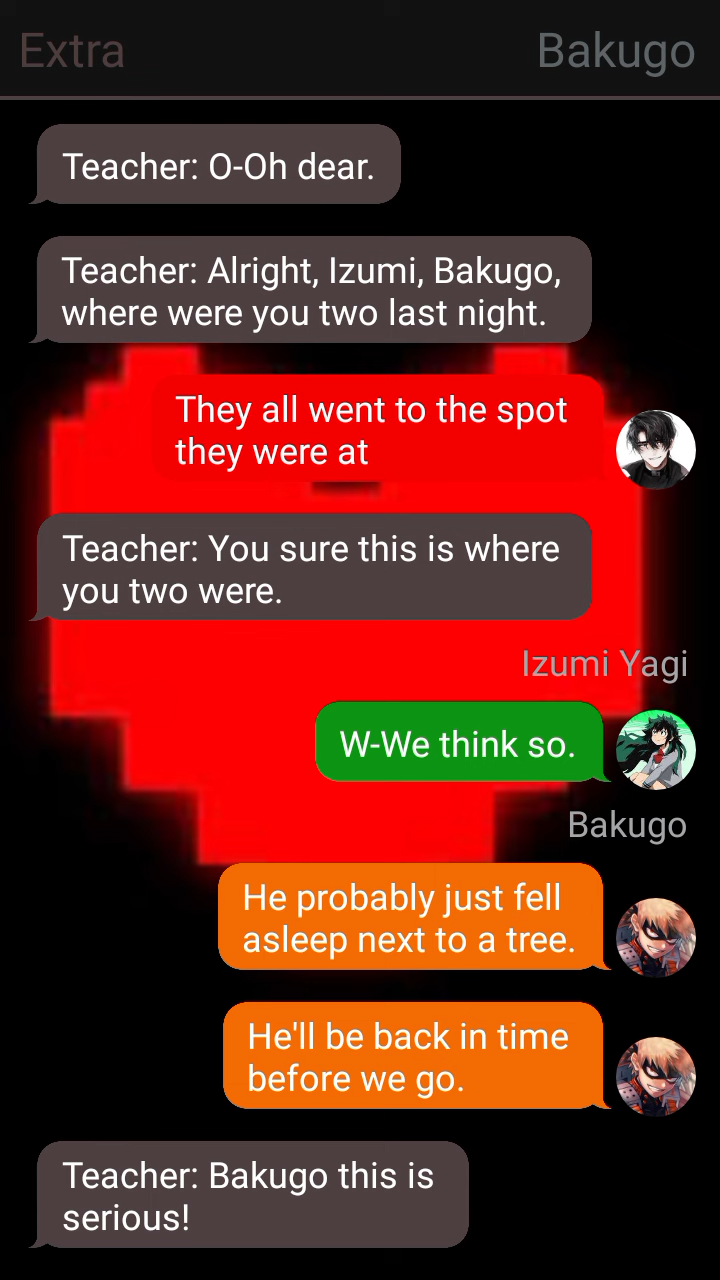 Extra
Bakugo
Teacher: O-Oh dear.
Teacher: Alright, Izumi, Bakugo,
where were you two last night.
They all went to the spot
they were at
Teacher: You sure this is where
you two were.
Izumi Yagi
W-We think so.
Bakugo
He probably just fell
asleep next to a tree.
He'll be back in time
before we go.
Teacher: Bakugo this is
serious!